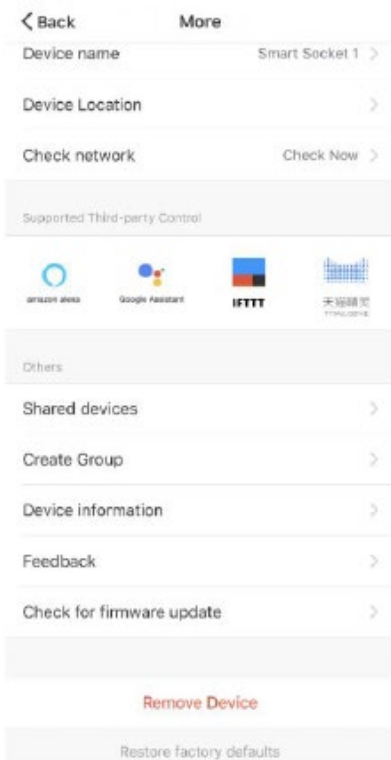 Back More
Device name Smart Socket 1
Device Location
Check network Check Now
Supported Third-party Control
amazon alexa Google Assistant IFTTT 天猫精灵
Others
Shared devices
Create Group
Device information
Feedback
Check for firmware update
Remove Device
Restore factory defaults